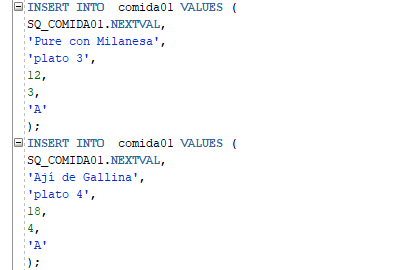 INSERT INTO  comida01 VALUES (
SQ_COMIDA01.NEXTVAL,
'Pure con Milanesa',
'plato 3',
12,
3,
'A'
);
INSERT INTO  comida01 VALUES (
SQ_COMIDA01.NEXTVAL,
'Ají de Gallina',
'plato 4',
18,
4,
'A'
);